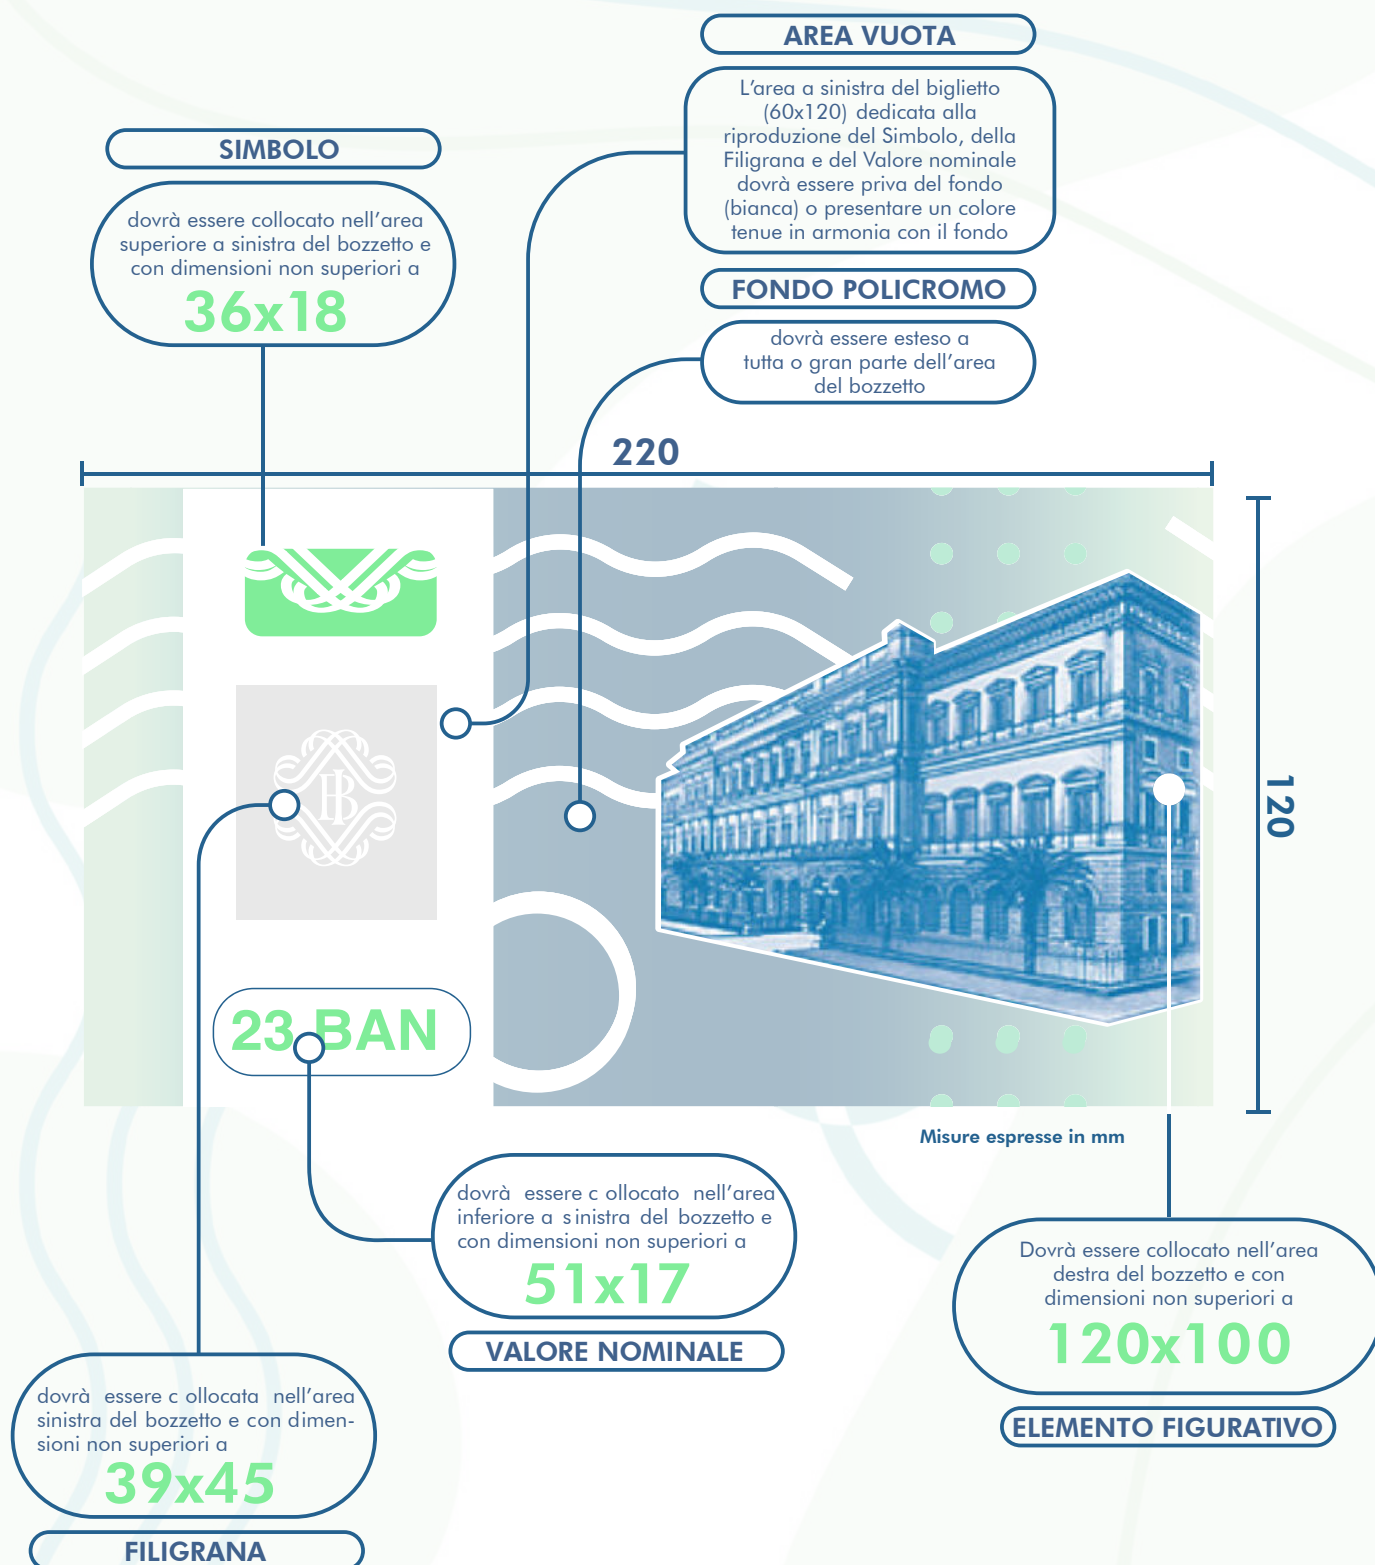 AREA VUOTA
L'area a sinistra del biglietto
(60x120) dedicata alla
riproduzione del Simbolo, della
Filigrana e del Valore nominale
dovrà essere priva del fondo
(bianca) o presentare un colore
tenue in armonia con il fondo
SIMBOLO
dovrà essere collocato nell'area
superiore a sinistra del bozzetto e
con dimensioni non superiori a
36x18
FONDO POLICROMO
dovrà essere esteso a
tutta o gran parte dell'area
del bozzetto
220
120
BI
23 BAN
Misure espresse in mm
dovrà essere c ollocato nell'area
inferiore a s inistra del bozzetto e
con dimensioni non superiori a
51x17
VALORE NOMINALE
Dovrà essere collocato nell'area
destra del bozzetto e con
dimensioni non superiori a
120x100
ELEMENTO FIGURATIVO
dovrà essere c ollocata nell'area
sinistra del bozzetto e con dimen-
sioni non superiori a
39x45
FILIGRANA